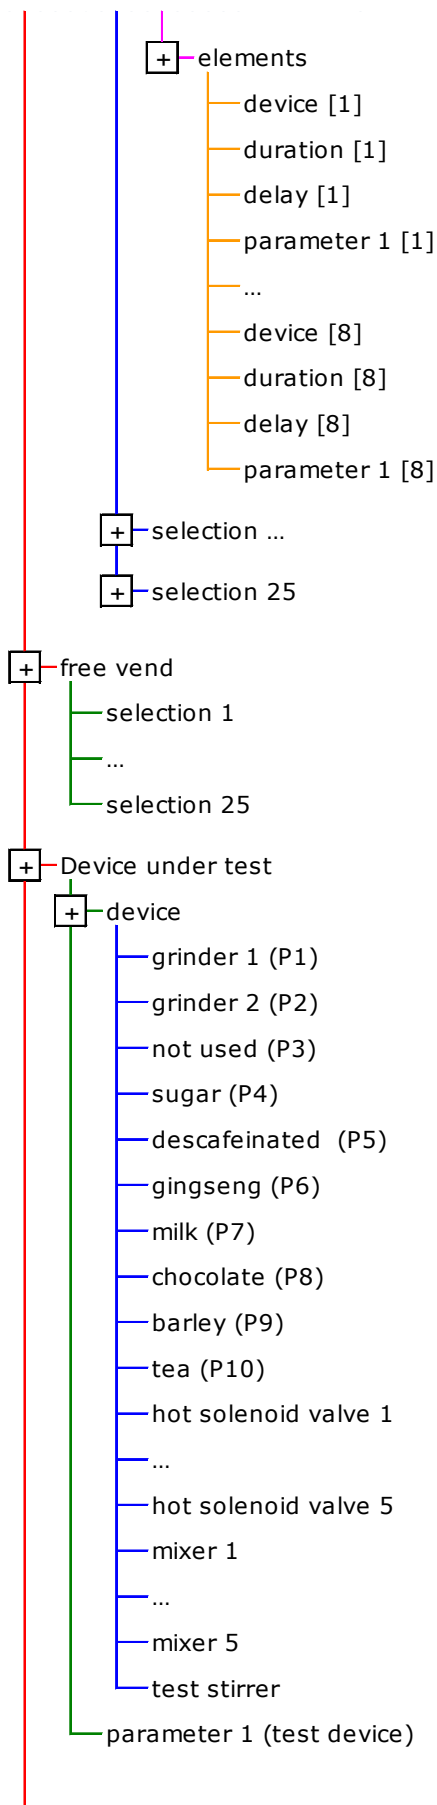 + elements
device [1]
duration [1]
delay [1]
parameter 1 [1]
...
device [8]
duration [8]
delay [8]
parameter 1 [8]
+ selection ...
+ selection 25
+ free vend
selection 1
...
selection 25
+ Device under test
+ device
grinder 1 (P1)
grinder 2 (P2)
not used (P3)
sugar (P4)
descafeinated (P5)
gingseng (P6)
milk (P7)
chocolate (P8)
barley (P9)
tea (P10)
hot solenoid valve 1
...
hot solenoid valve 5
mixer 1
...
mixer 5
test stirrer
parameter 1 (test device)